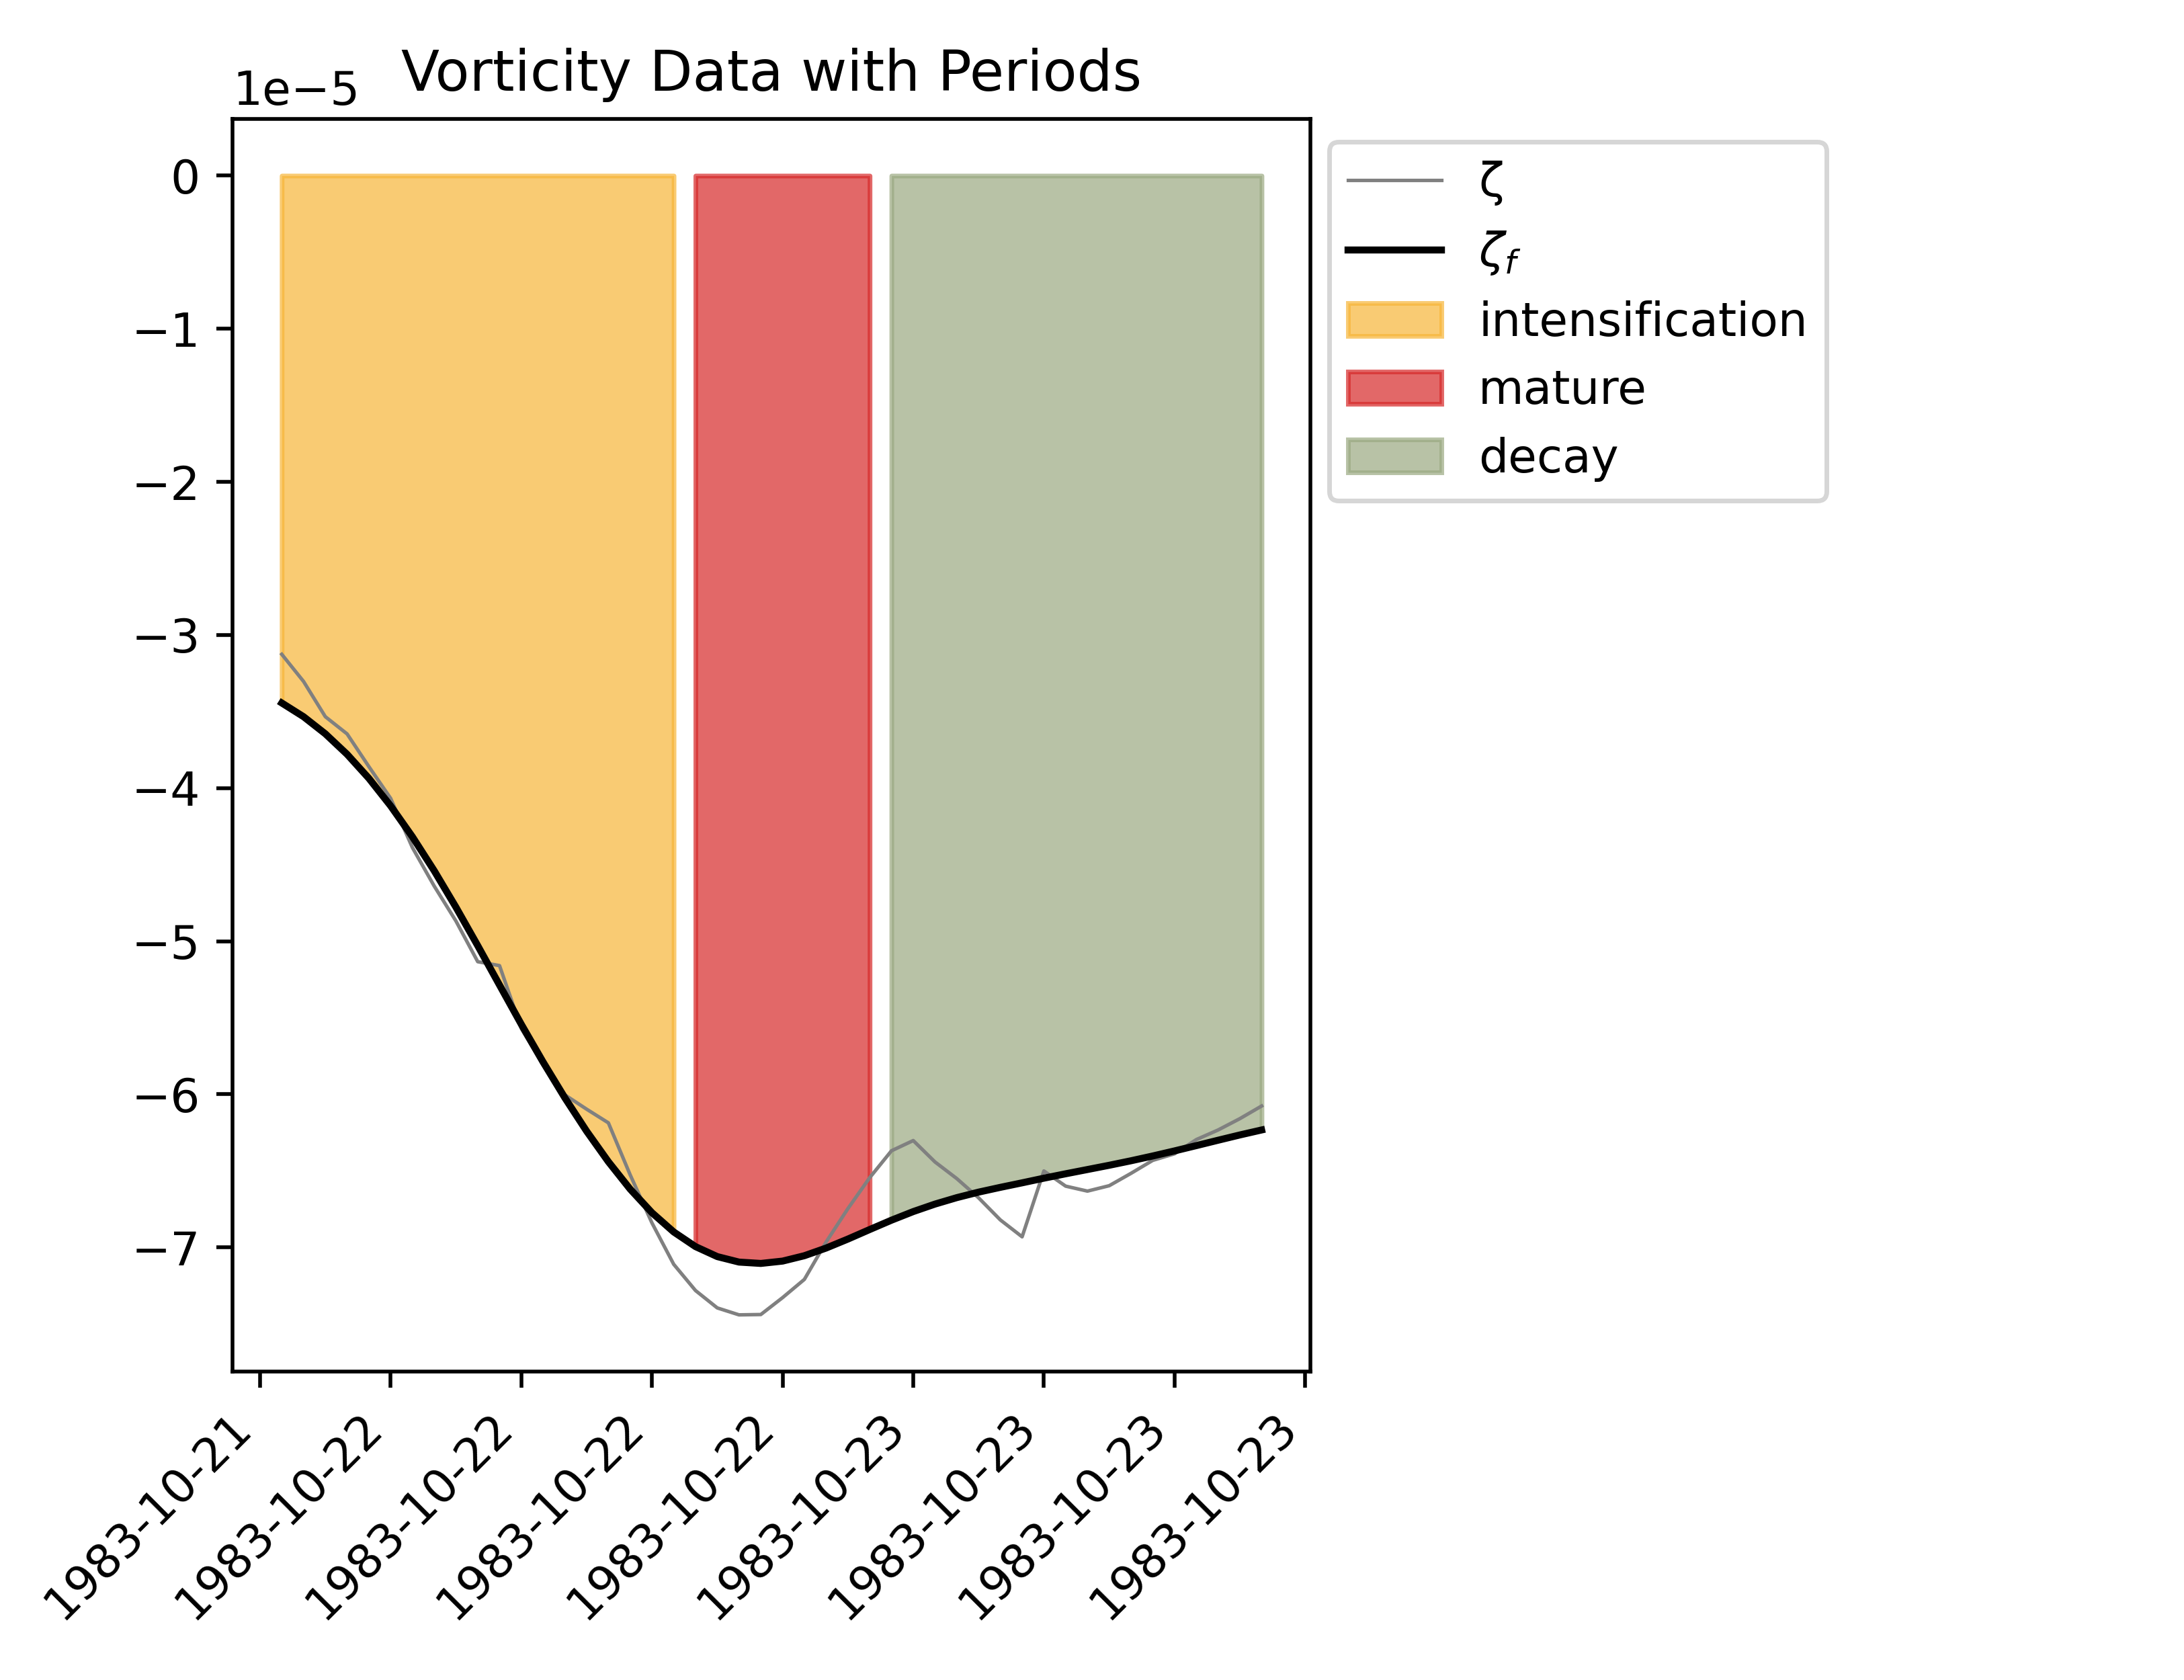 Vorticity Data with Periods
1e−5
0
−1
−2
−3
−4
−5
−6
−7
1983-10-21
1983-10-22
1983-10-22
1983-10-22
1983-10-22
1983-10-23
1983-10-23
1983-10-23
1983-10-23
ζ
ζf
intensification
mature
decay